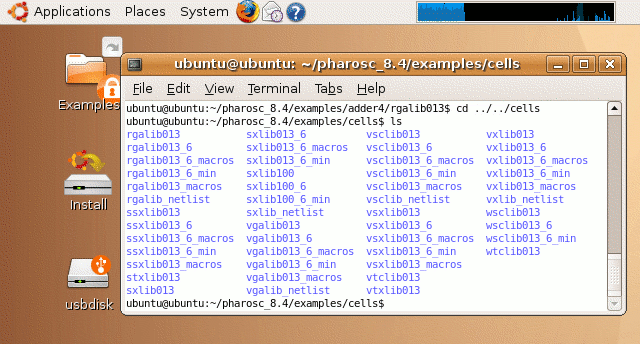 Applications Places System
Examples
Install
usbdisk
ubuntu@ubuntu: ~/pharosc_8.4/examples/cells
File Edit View Terminal Tabs Help
ubuntu@ubuntu:~/pharosc_8.4/examples/adder4/rgalib013$ cd ../../cells
ubuntu@ubuntu:~/pharosc_8.4/examples/cells$ ls
rgalib013 sxlib013_6 vsclib013 vxlib013
rgalib013_6 sxlib013_6_macros vsclib013_6 vxlib013_6
rgalib013_6_macros sxlib013_6_min vsclib013_6_macros vxlib013_6_macros
rgalib013_6_min sxlib100 vsclib013_6_min vxlib013_6_min
rgalib013_macros sxlib100_6 vsclib013_macros vxlib013_macros
rgalib_netlist sxlib100_6_min vsclib_netlist vxlib_netlist
ssxlib013 sxlib_netlist vsxlib013 wsclib013
ssxlib013_6 vgalib013 vsxlib013_6 wsclib013_6
ssxlib013_6_macros vgalib013_6 vsxlib013_6_macros wsclib013_6_min
ssxlib013_6_min vgalib013_6_macros vsxlib013_6_min wtclib013
ssxlib013_macros vgalib013_6_min vsxlib013_macros
stxlib013 vgalib013_macros vtclib013
sxlib013 vgalib_netlist vtxlib013
ubuntu@ubuntu:~/pharosc_8.4/examples/cells$